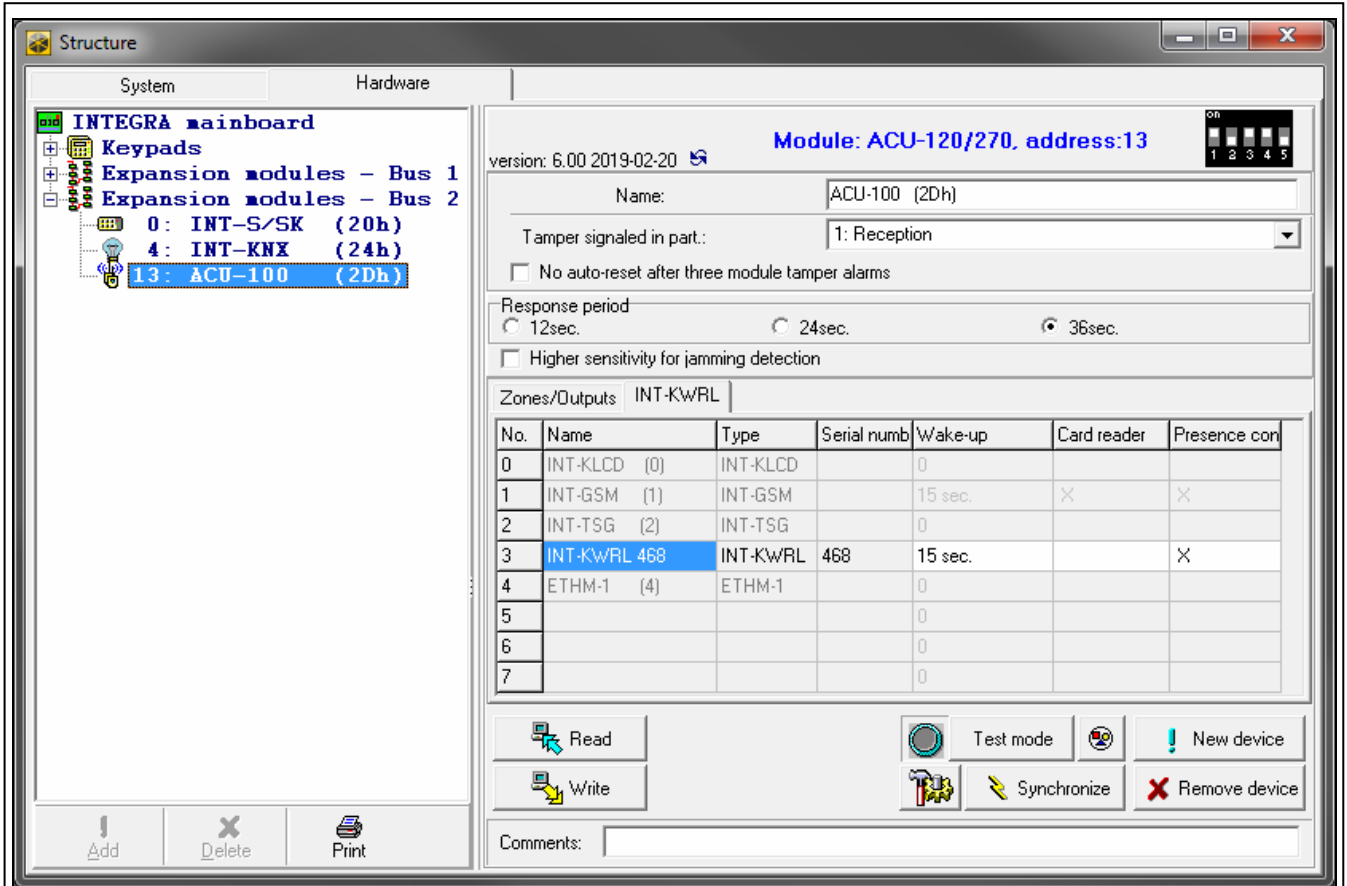 Structure
System Hardware
INTEGRA mainboard
Keypads
Expansion modules – Bus 1
Expansion modules – Bus 2
0: INT-S/SK (20h)
4: INT-KNX (24h)
13: ACU-100 (2Dh)
Add Delete Print
version: 6.00 2019-02-20 Module: ACU-120/270, address:13
on
1 2 3 4 5
Name: ACU-100 (2Dh)
Tamper signaled in part.: 1: Reception
No auto-reset after three module tamper alarms
Response period
12sec. 24sec. 36sec.
Higher sensitivity for jamming detection
Zones/Outputs INT-KWRL
No. Name Type Serial numb Wake-up Card reader Presence con
0 INT-KLCD (0) INT-KLCD 0
1 INT-GSM (1) INT-GSM 15 sec. X X
2 INT-TSG (2) INT-TSG 0
3 INT-KWRL 468 INT-KWRL 468 15 sec. X
4 ETHM-1 (4) ETHM-1 0
5 0
6 0
7 0
Read Test mode New device
Write Synchronize Remove device
Comments: